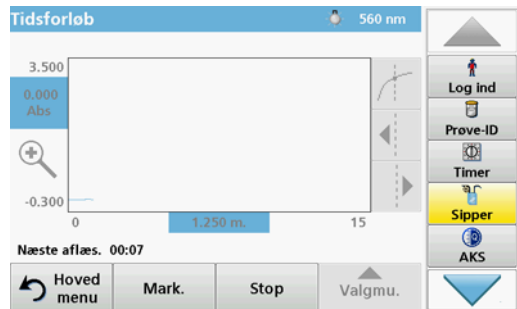 Tidsforløb
560 nm
3.500
0.000
Abs
-0.300
0
1.250 m.
15
Næste aflæs. 00:07
Hoved
menu
Mark.
Stop
Valgmu.
Log ind
Prøve-ID
Timer
Sipper
AKS